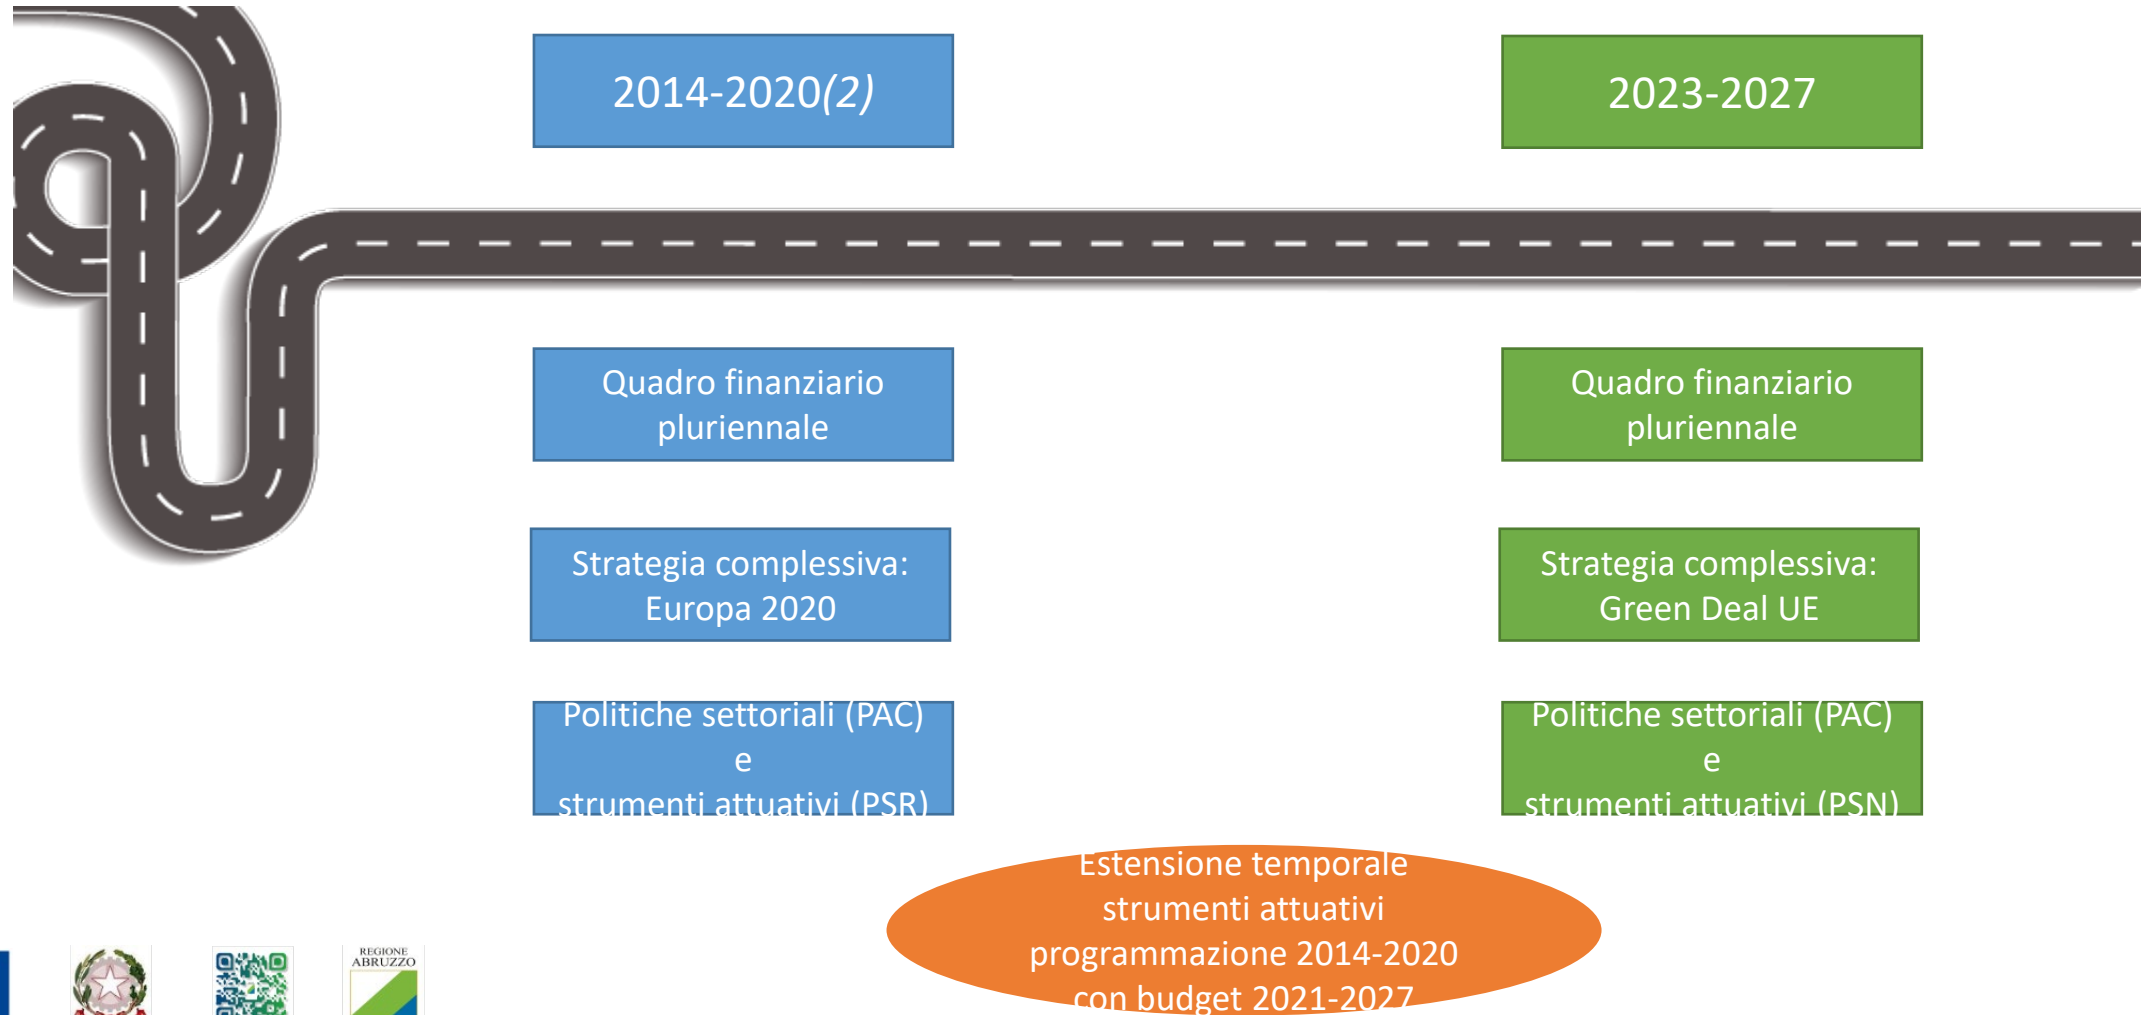 2014-2020(2)
2023-2027
Quadro finanziario
pluriennale
Quadro finanziario
pluriennale
Strategia complessiva:
Europa 2020
Strategia complessiva:
Green Deal UE
Politiche settoriali (PAC)
e
strumenti attuativi (PSR)
Politiche settoriali (PAC)
e
strumenti attuativi (PSN)
Estensione temporale
strumenti attuativi
programmazione 2014-2020
con budget 2021-2027
REGIONE
ABRUZZO